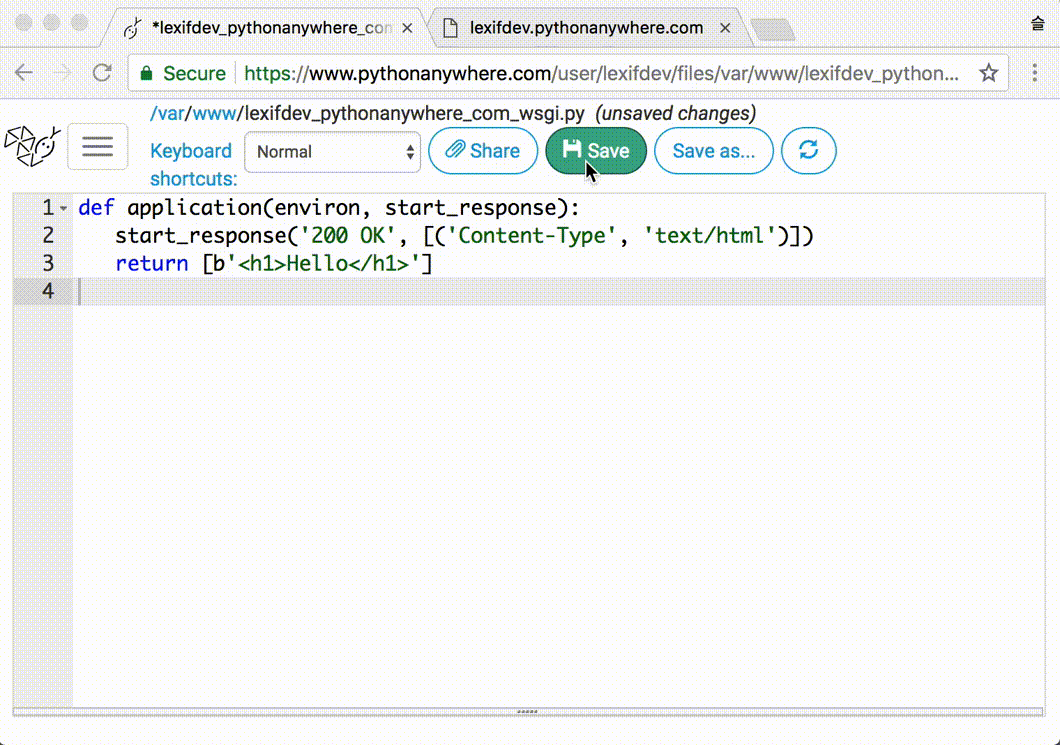 *lexifdev_pythonanywhere_con
lexifdev.pythonanywhere.com
Secure https://www.pythonanywhere.com/user/lexifdev/files/var/www/lexifdev_python...
/var/www/lexifdev_pythonanywhere_com_wsgi.py (unsaved changes)
Keyboard shortcuts: Normal Share Save Save as...
1 def application(environ, start_response):
2 start_response('200 OK', [('Content-Type', 'text/html')])
3 return [b'<h1>Hello</h1>']
4